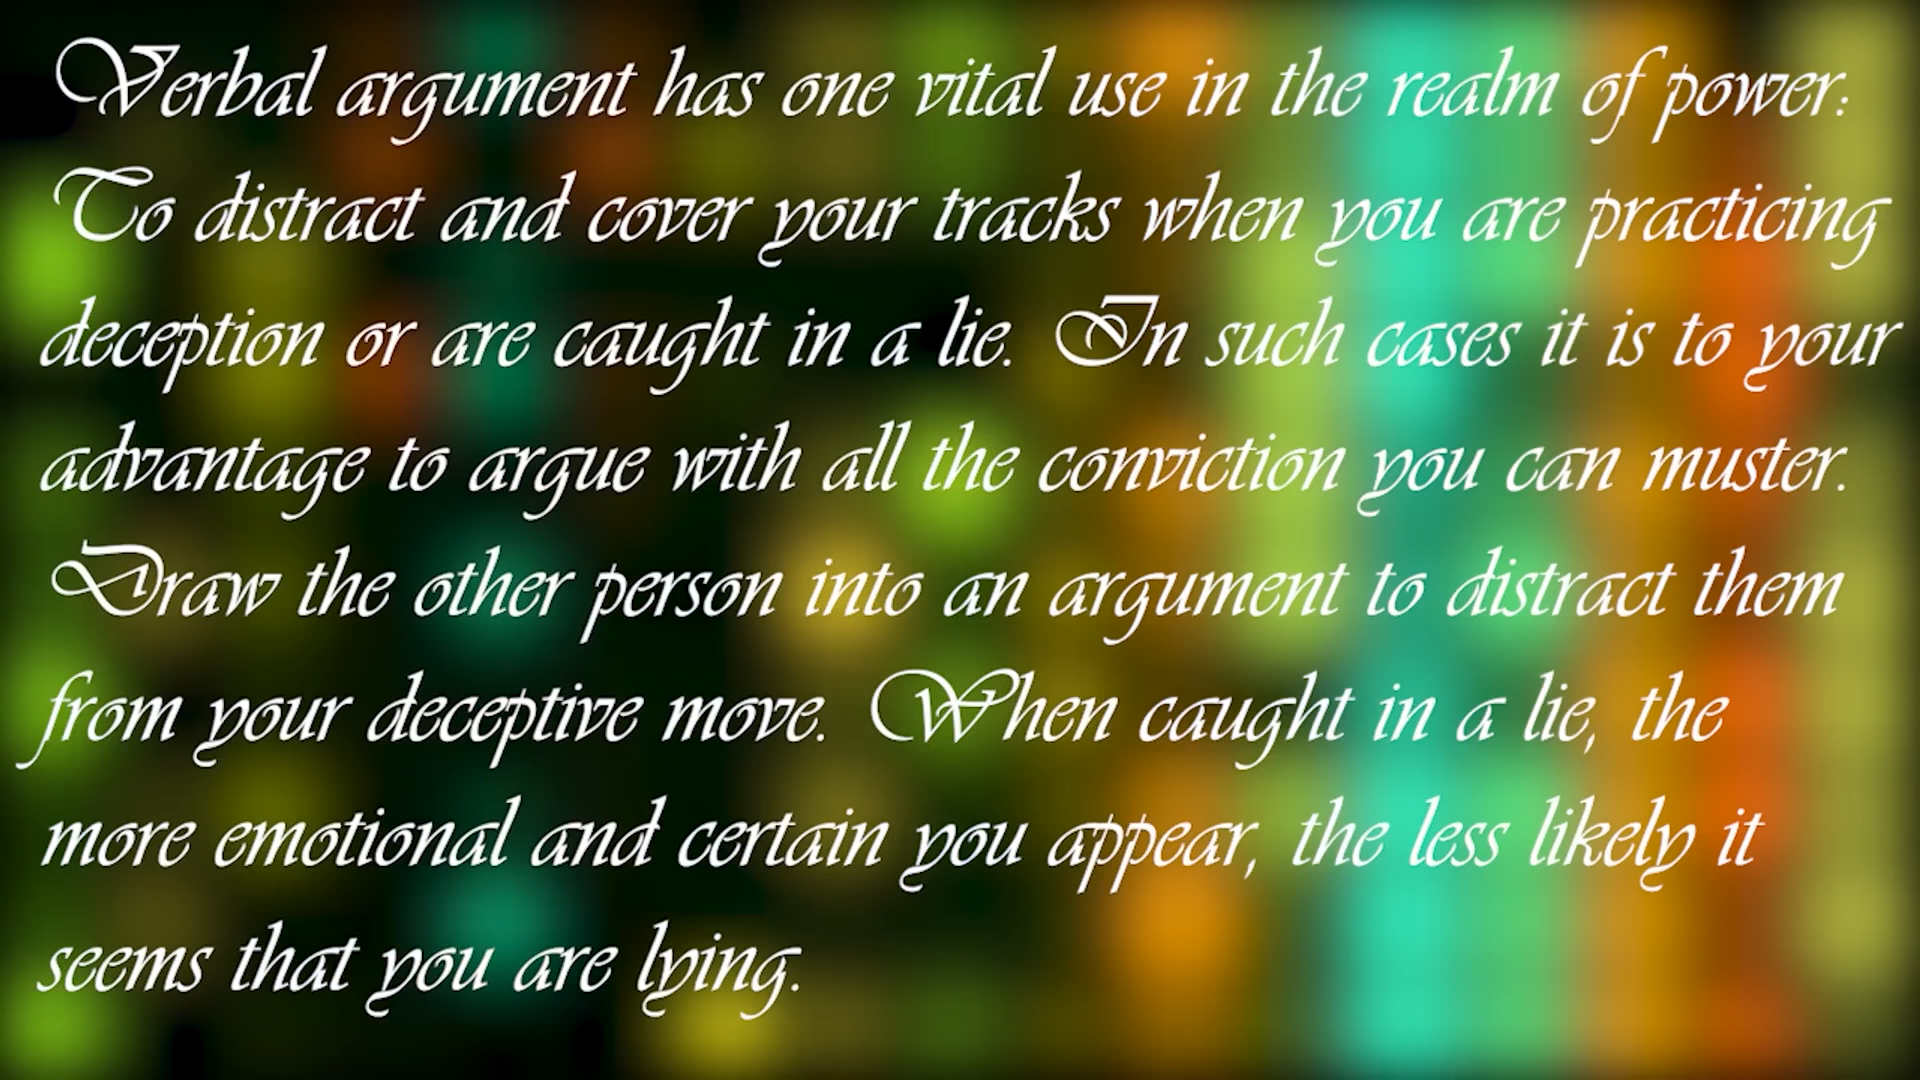 Verbal argument has one vital use in the realm of power:
To distract and cover your tracks when you are practicing
deception or are caught in a lie. In such cases it is to your
advantage to argue with all the conviction you can muster.
Draw the other person into an argument to distract them
from your deceptive move. When caught in a lie, the
more emotional and certain you appear, the less likely it
seems that you are lying.